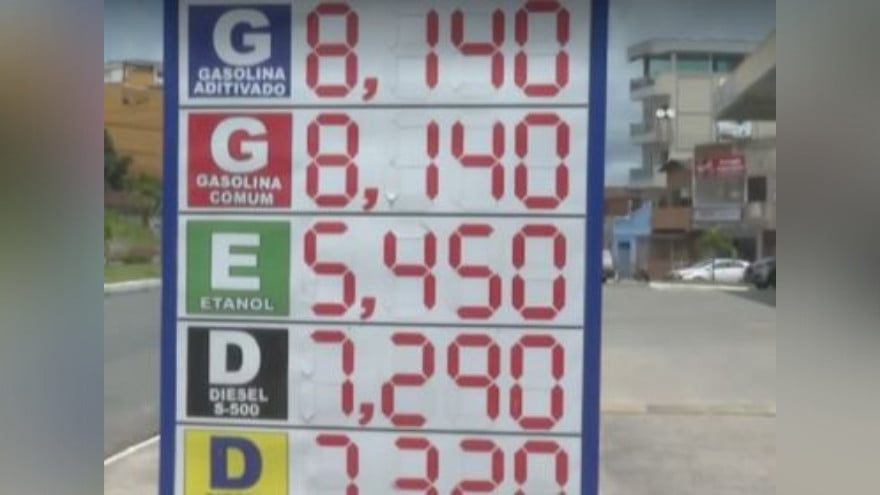 G 8,140
GASOLINA
ADITIVADO
G 8,140
GASOLINA
COMUM
E 5,450
ETANOL
D 7,290
DIESEL
S-500
D 7,320